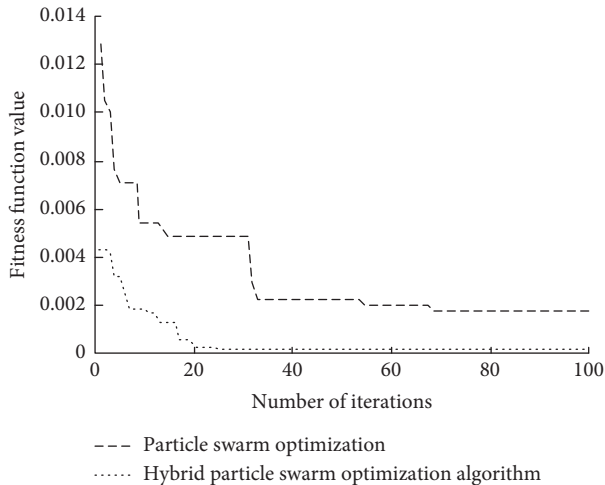 0.014
0.012
0.010
0.008
0.006
0.004
0.002
0
Fitness function value
0 20 40 60 80 100
Number of iterations
Particle swarm optimization
Hybrid particle swarm optimization algorithm